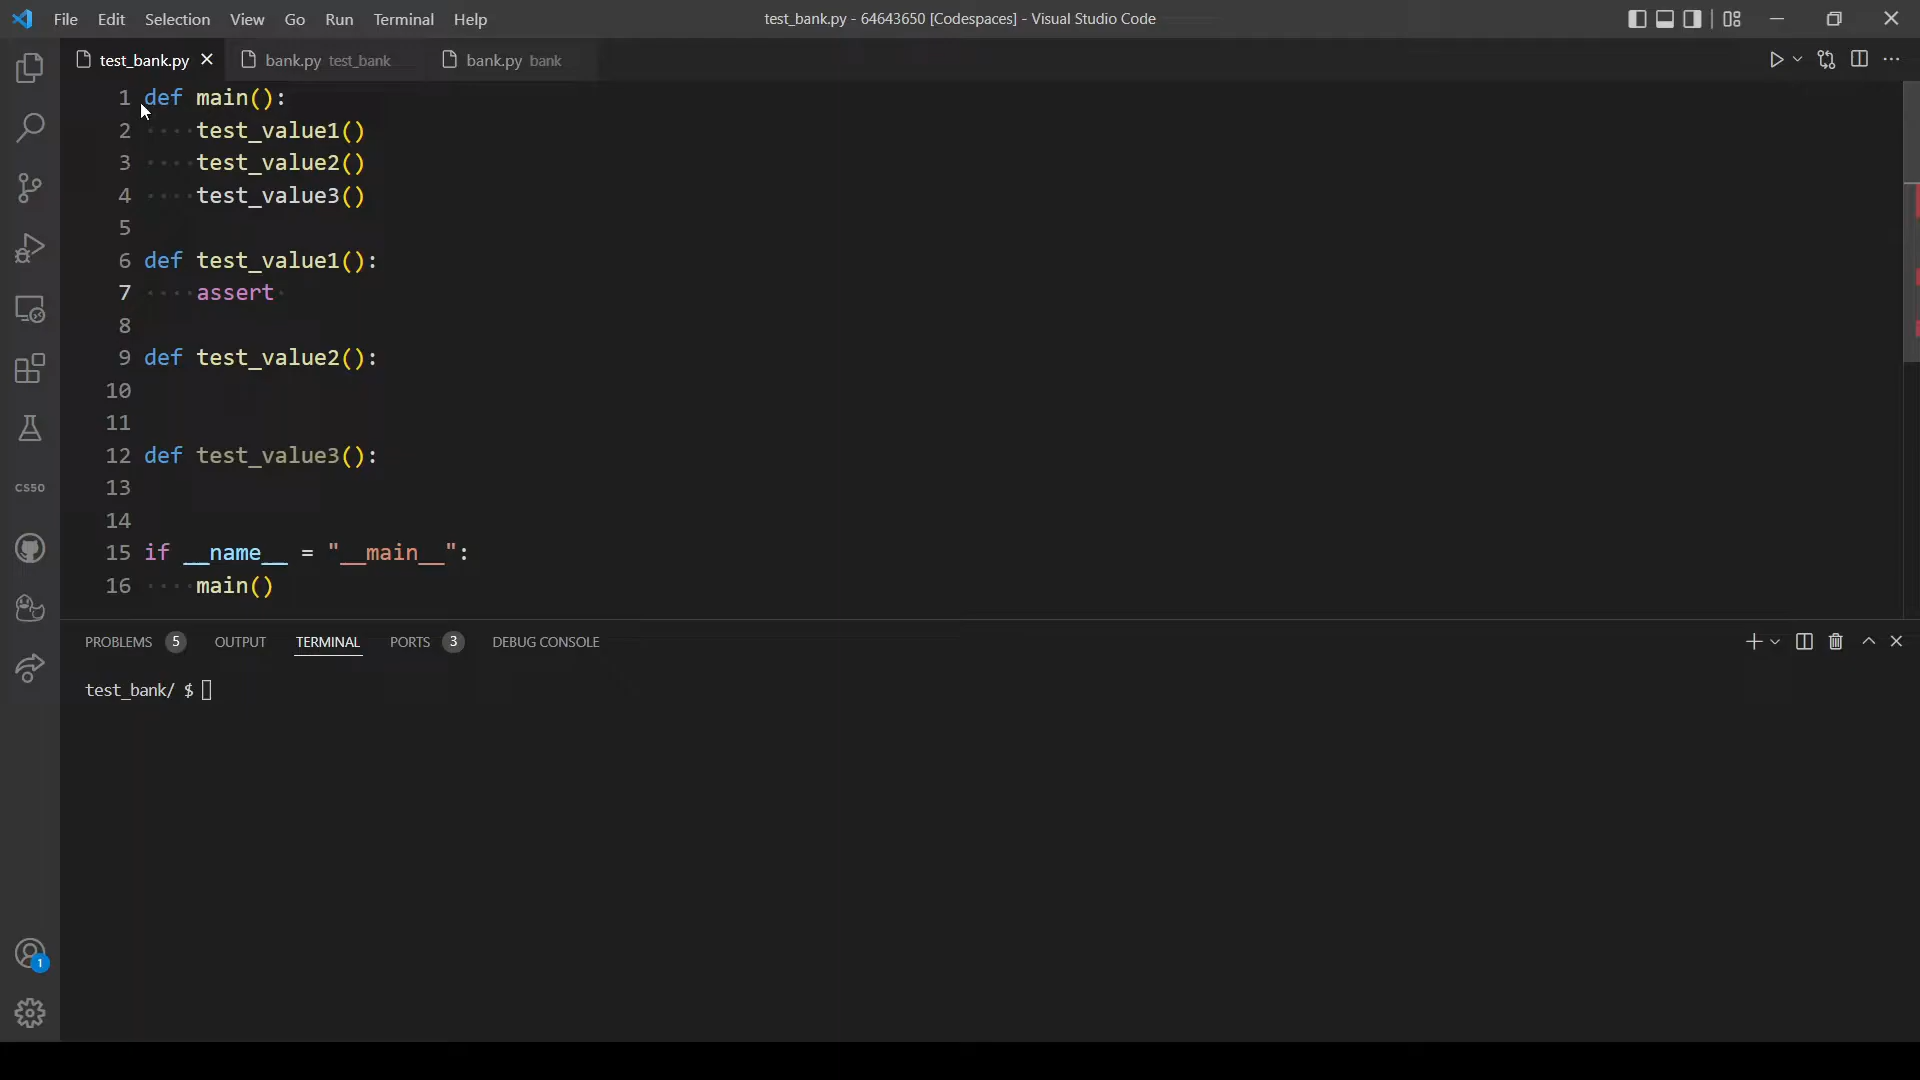 File Edit Selection View Go Run Terminal Help
test_bank.py - 64643650 [Codespaces] - Visual Studio Code
test_bank.py
bank.py test_bank
bank.py bank
1 def main():
2 test_value1()
3 test_value2()
4 test_value3()
5
6 def test_value1():
7 assert
8
9 def test_value2():
10
11
12 def test_value3():
13
14
15 if __name__ = "__main__":
16 main()
CS50
PROBLEMS 5 OUTPUT TERMINAL PORTS 3 DEBUG CONSOLE
test_bank/ $
1